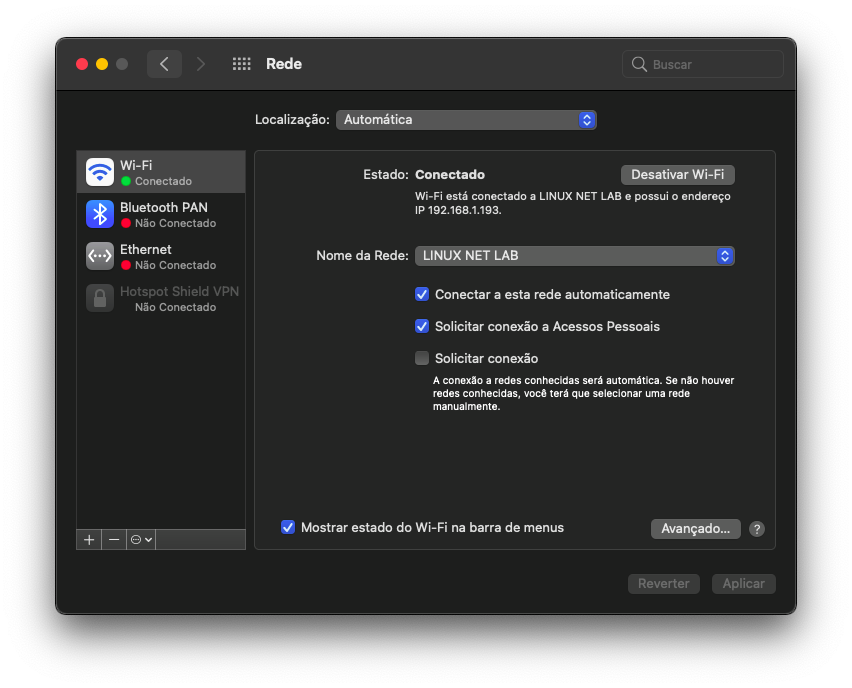 Rede
Buscar
Localização: Automática
Wi-Fi
Conectado
Bluetooth PAN
Não Conectado
Ethernet
Não Conectado
Hotspot Shield VPN
Não Conectado
Estado: Conectado
Desativar Wi-Fi
Wi-Fi está conectado a LINUX NET LAB e possui o endereço
IP 192.168.1.193.
Nome da Rede: LINUX NET LAB
Conectar a esta rede automaticamente
Solicitar conexão a Acessos Pessoais
Solicitar conexão
A conexão a redes conhecidas será automática. Se não houver
redes conhecidas, você terá que selecionar uma rede
manualmente.
Mostrar estado do Wi-Fi na barra de menus
Avançado...
?
Reverter
Aplicar